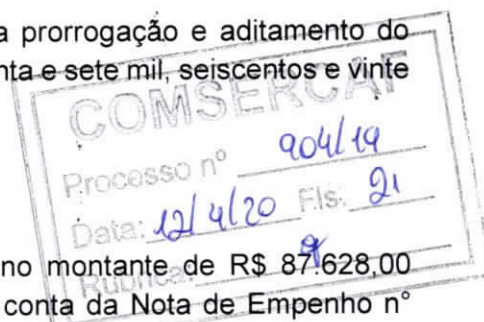 a prorrogação e aditamento do
nta e sete mil, seiscentos e vinte
COMSERCAF
Processo nº 904/19
Data: 12/4/20 Fls: 21
Rubrica:
no montante de R$ 87.628,00
conta da Nota de Empenho n°